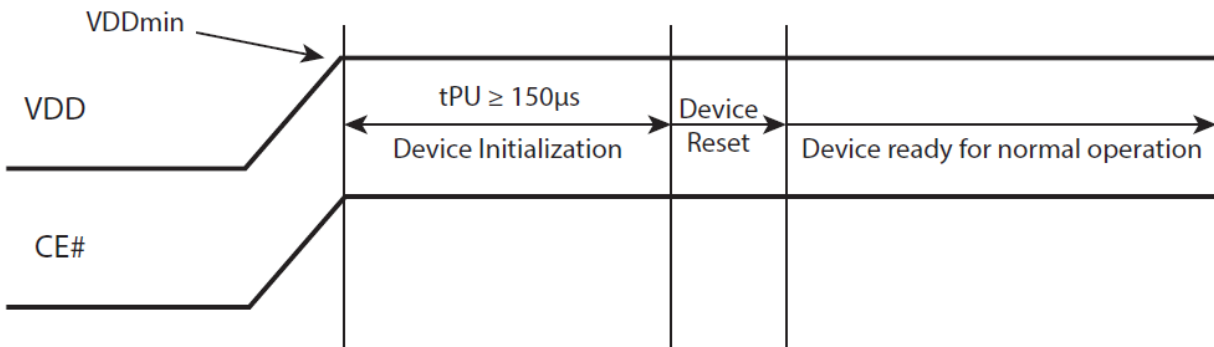 VDDmin
VDD
tPU ≥ 150μs
Device Initialization
Device
Reset
Device ready for normal operation
CE#